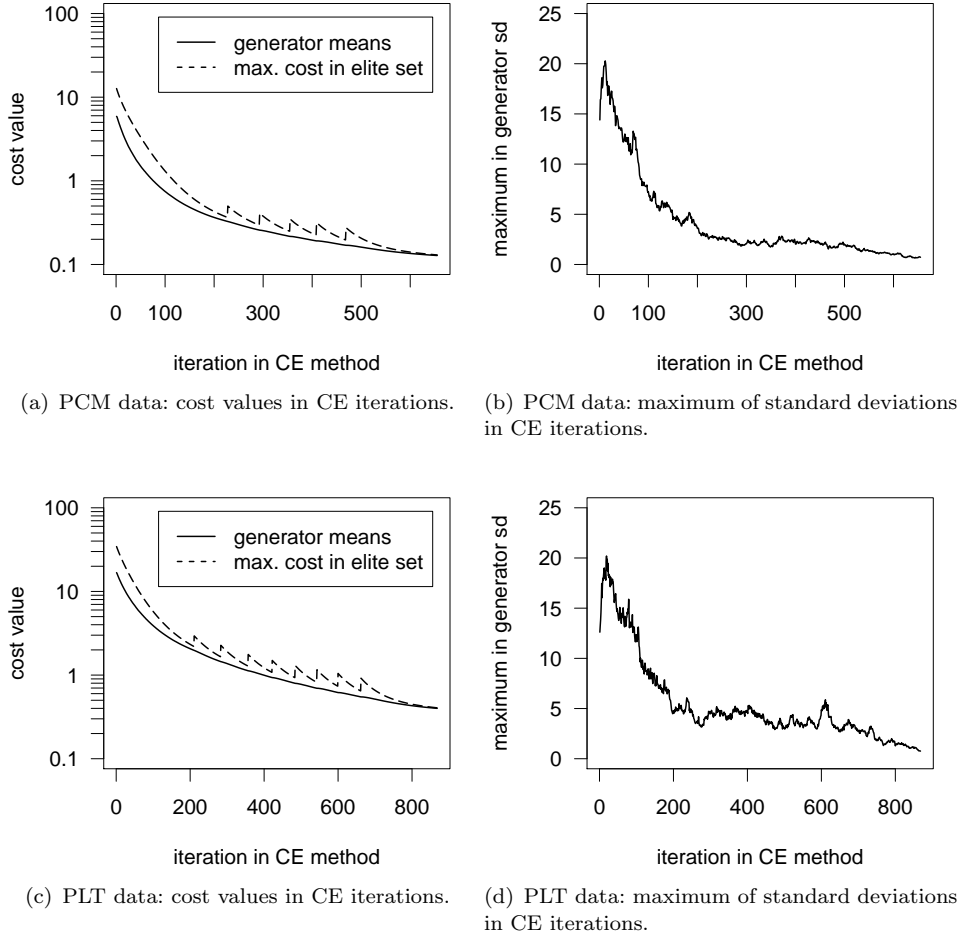 100
10
1
0.1
cost value
generator means
max. cost in elite set
0 100 300 500
iteration in CE method
(a) PCM data: cost values in CE iterations.
25
20
15
10
5
0
maximum in generator sd
0 100 300 500
iteration in CE method
(b) PCM data: maximum of standard deviations
in CE iterations.
100
10
1
0.1
cost value
generator means
max. cost in elite set
0 200 400 600 800
iteration in CE method
(c) PLT data: cost values in CE iterations.
25
20
15
10
5
0
maximum in generator sd
0 200 400 600 800
iteration in CE method
(d) PLT data: maximum of standard deviations
in CE iterations.